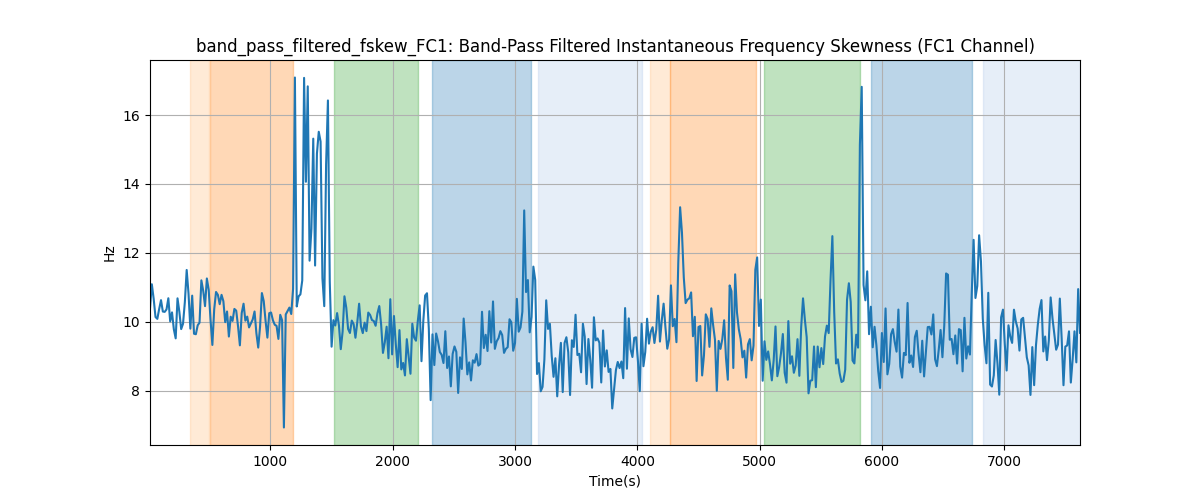 band_pass_filtered_fskew_FC1: Band-Pass Filtered Instantaneous Frequency Skewness (FC1 Channel)
16
14
12
10
8
Hz
1000 2000 3000 4000 5000 6000 7000
Time(s)